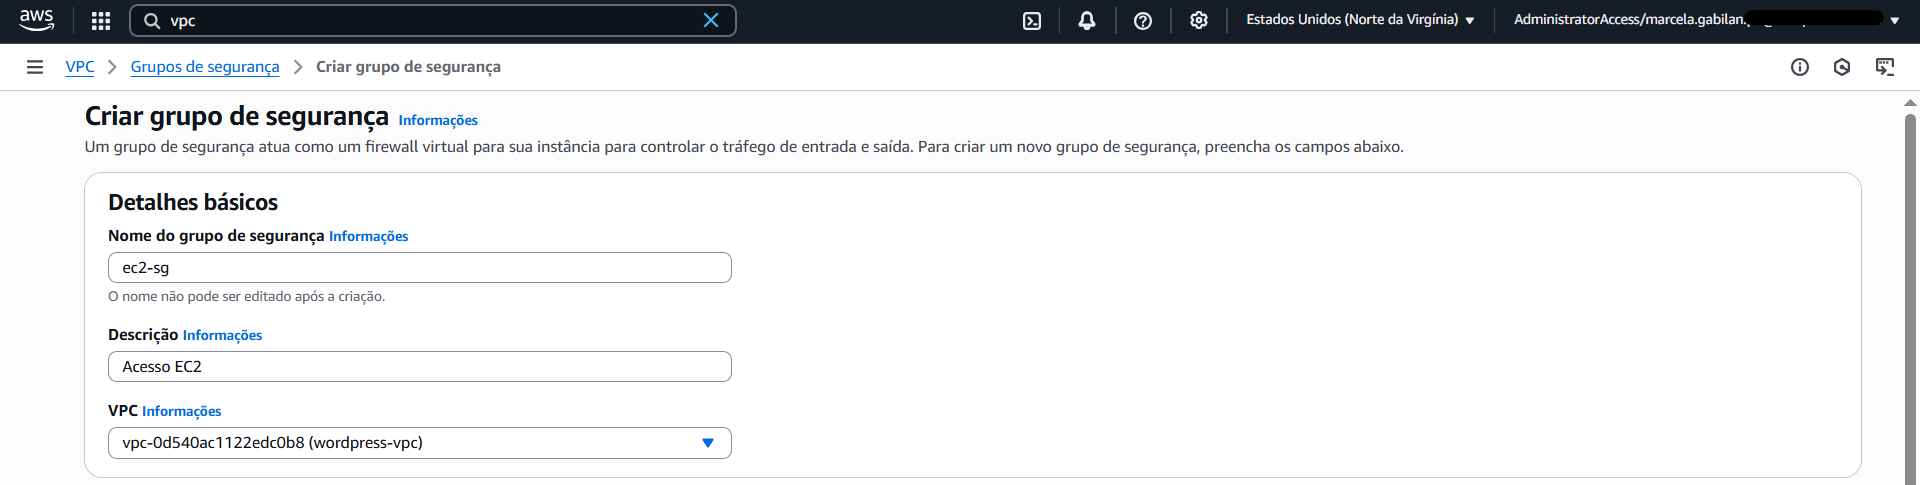 aws
vpc
Estados Unidos (Norte da Virgínia)
AdministratorAccess/marcela.gabilan.
VPC
Grupos de segurança
Criar grupo de segurança
Criar grupo de segurança Informações
Um grupo de segurança atua como um firewall virtual para sua instância para controlar o tráfego de entrada e saída. Para criar um novo grupo de segurança, preencha os campos abaixo.
Detalhes básicos
Nome do grupo de segurança Informações
ec2-sg
O nome não pode ser editado após a criação.
Descrição Informações
Acesso EC2
VPC Informações
vpc-0d540ac1122edc0b8 (wordpress-vpc)